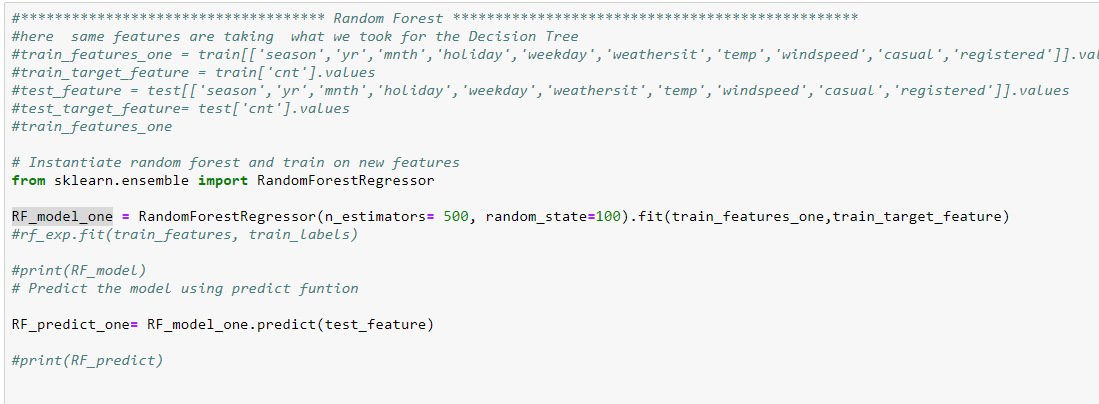 #************************************ Random Forest ************************************************
#here  same features are taking  what we took for the Decision Tree
#train_features_one = train[['season','yr','mnth','holiday','weekday','weathersit','temp','windspeed','casual','registered']].val
#train_target_feature = train['cnt'].values
#test_feature = test[['season','yr','mnth','holiday','weekday','weathersit','temp','windspeed','casual','registered']].values
#test_target_feature= test['cnt'].values
#train_features_one
# Instantiate random forest and train on new features
from sklearn.ensemble import RandomForestRegressor
RF_model_one = RandomForestRegressor(n_estimators= 500, random_state=100).fit(train_features_one,train_target_feature)
#rf_exp.fit(train_features, train_labels)
#print(RF_model)
# Predict the model using predict funtion
RF_predict_one= RF_model_one.predict(test_feature)
#print(RF_predict)